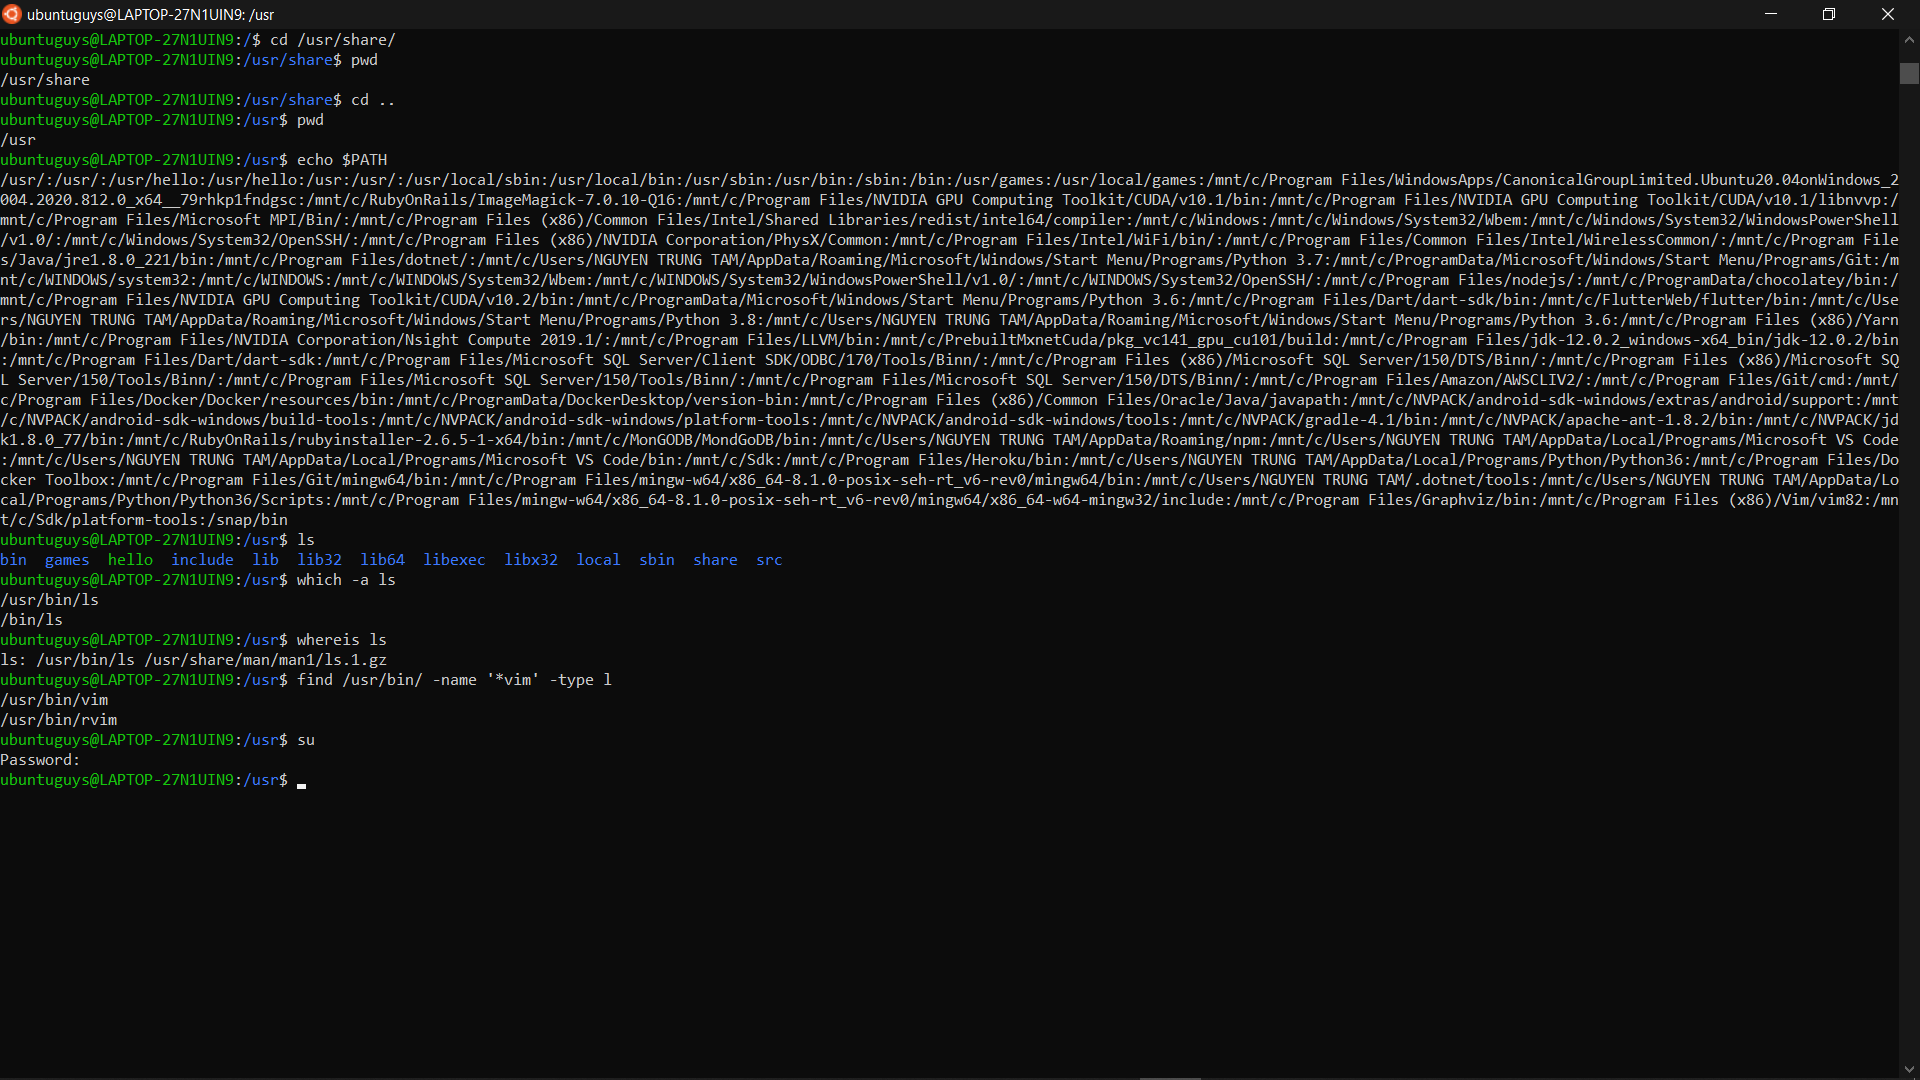 ubuntuguys@LAPTOP-27N1UIN9: /usr
ubuntuguys@LAPTOP-27N1UIN9:/$ cd /usr/share/
ubuntuguys@LAPTOP-27N1UIN9:/usr/share$ pwd
/usr/share
ubuntuguys@LAPTOP-27N1UIN9:/usr/share$ cd ..
ubuntuguys@LAPTOP-27N1UIN9:/usr$ pwd
/usr
ubuntuguys@LAPTOP-27N1UIN9:/usr$ echo $PATH
/usr/:/usr/:/usr/hello:/usr/hello:/usr:/usr/:/usr/local/sbin:/usr/local/bin:/usr/sbin:/usr/bin:/sbin:/bin:/usr/games:/usr/local/games:/mnt/c/Program Files/WindowsApps/CanonicalGroupLimited.Ubuntu20.04onWindows_2
004.2020.812.0_x64__79rhkp1fndgsc:/mnt/c/RubyOnRails/ImageMagick-7.0.10-Q16:/mnt/c/Program Files/NVIDIA GPU Computing Toolkit/CUDA/v10.1/bin:/mnt/c/Program Files/NVIDIA GPU Computing Toolkit/CUDA/v10.1/libnvvp:/
mnt/c/Program Files/Microsoft MPI/Bin/:/mnt/c/Program Files (x86)/Common Files/Intel/Shared Libraries/redist/intel64/compiler:/mnt/c/Windows:/mnt/c/Windows/System32/Wbem:/mnt/c/Windows/System32/WindowsPowerShell
/v1.0/:/mnt/c/Windows/System32/OpenSSH/:/mnt/c/Program Files (x86)/NVIDIA Corporation/PhysX/Common:/mnt/c/Program Files/Intel/WiFi/bin/:/mnt/c/Program Files/Common Files/Intel/WirelessCommon/:/mnt/c/Program File
s/Java/jre1.8.0_221/bin:/mnt/c/Program Files/dotnet/:/mnt/c/Users/NGUYEN TRUNG TAM/AppData/Roaming/Microsoft/Windows/Start Menu/Programs/Python 3.7:/mnt/c/ProgramData/Microsoft/Windows/Start Menu/Programs/Git:/m
nt/c/WINDOWS/system32:/mnt/c/WINDOWS:/mnt/c/WINDOWS/System32/Wbem:/mnt/c/WINDOWS/System32/WindowsPowerShell/v1.0/:/mnt/c/WINDOWS/System32/OpenSSH/:/mnt/c/Program Files/nodejs/:/mnt/c/ProgramData/chocolatey/bin:/
mnt/c/Program Files/NVIDIA GPU Computing Toolkit/CUDA/v10.2/bin:/mnt/c/ProgramData/Microsoft/Windows/Start Menu/Programs/Python 3.6:/mnt/c/Program Files/Dart/dart-sdk/bin:/mnt/c/FlutterWeb/flutter/bin:/mnt/c/Use
rs/NGUYEN TRUNG TAM/AppData/Roaming/Microsoft/Windows/Start Menu/Programs/Python 3.8:/mnt/c/Users/NGUYEN TRUNG TAM/AppData/Roaming/Microsoft/Windows/Start Menu/Programs/Python 3.6:/mnt/c/Program Files (x86)/Yarn
/bin:/mnt/c/Program Files/NVIDIA Corporation/Nsight Compute 2019.1/:/mnt/c/Program Files/LLVM/bin:/mnt/c/PrebuiltMxnetCuda/pkg_vc141_gpu_cu101/build:/mnt/c/Program Files/jdk-12.0.2_windows-x64_bin/jdk-12.0.2/bin
:/mnt/c/Program Files/Dart/dart-sdk:/mnt/c/Program Files/Microsoft SQL Server/Client SDK/ODBC/170/Tools/Binn/:/mnt/c/Program Files (x86)/Microsoft SQL Server/150/DTS/Binn/:/mnt/c/Program Files (x86)/Microsoft SQ
L Server/150/Tools/Binn/:/mnt/c/Program Files/Microsoft SQL Server/150/Tools/Binn/:/mnt/c/Program Files/Microsoft SQL Server/150/DTS/Binn/:/mnt/c/Program Files/Amazon/AWSCLIV2/:/mnt/c/Program Files/Git/cmd:/mnt/
c/Program Files/Docker/Docker/resources/bin:/mnt/c/ProgramData/DockerDesktop/version-bin:/mnt/c/Program Files (x86)/Common Files/Oracle/Java/javapath:/mnt/c/NVPACK/android-sdk-windows/extras/android/support:/mnt
/c/NVPACK/android-sdk-windows/build-tools:/mnt/c/NVPACK/android-sdk-windows/platform-tools:/mnt/c/NVPACK/android-sdk-windows/tools:/mnt/c/NVPACK/gradle-4.1/bin:/mnt/c/NVPACK/apache-ant-1.8.2/bin:/mnt/c/NVPACK/jd
k1.8.0_77/bin:/mnt/c/RubyOnRails/rubyinstaller-2.6.5-1-x64/bin:/mnt/c/MonGODB/MondGoDB/bin:/mnt/c/Users/NGUYEN TRUNG TAM/AppData/Roaming/npm:/mnt/c/Users/NGUYEN TRUNG TAM/AppData/Local/Programs/Microsoft VS Code
:/mnt/c/Users/NGUYEN TRUNG TAM/AppData/Local/Programs/Microsoft VS Code/bin:/mnt/c/Sdk:/mnt/c/Program Files/Heroku/bin:/mnt/c/Users/NGUYEN TRUNG TAM/AppData/Local/Programs/Python/Python36:/mnt/c/Program Files/Do
cker Toolbox:/mnt/c/Program Files/Git/mingw64/bin:/mnt/c/Program Files/mingw-w64/x86_64-8.1.0-posix-seh-rt_v6-rev0/mingw64/bin:/mnt/c/Users/NGUYEN TRUNG TAM/.dotnet/tools:/mnt/c/Users/NGUYEN TRUNG TAM/AppData/Lo
cal/Programs/Python/Python36/Scripts:/mnt/c/Program Files/mingw-w64/x86_64-8.1.0-posix-seh-rt_v6-rev0/mingw64/x86_64-w64-mingw32/include:/mnt/c/Program Files/Graphviz/bin:/mnt/c/Program Files (x86)/Vim/vim82:/mn
t/c/Sdk/platform-tools:/snap/bin
ubuntuguys@LAPTOP-27N1UIN9:/usr$ ls
bin  games  hello  include  lib  lib32  lib64  libexec  libx32  local  sbin  share  src
ubuntuguys@LAPTOP-27N1UIN9:/usr$ which -a ls
/usr/bin/ls
/bin/ls
ubuntuguys@LAPTOP-27N1UIN9:/usr$ whereis ls
ls: /usr/bin/ls /usr/share/man/man1/ls.1.gz
ubuntuguys@LAPTOP-27N1UIN9:/usr$ find /usr/bin/ -name '*vim' -type l
/usr/bin/vim
/usr/bin/rvim
ubuntuguys@LAPTOP-27N1UIN9:/usr$ su
Password:
ubuntuguys@LAPTOP-27N1UIN9:/usr$